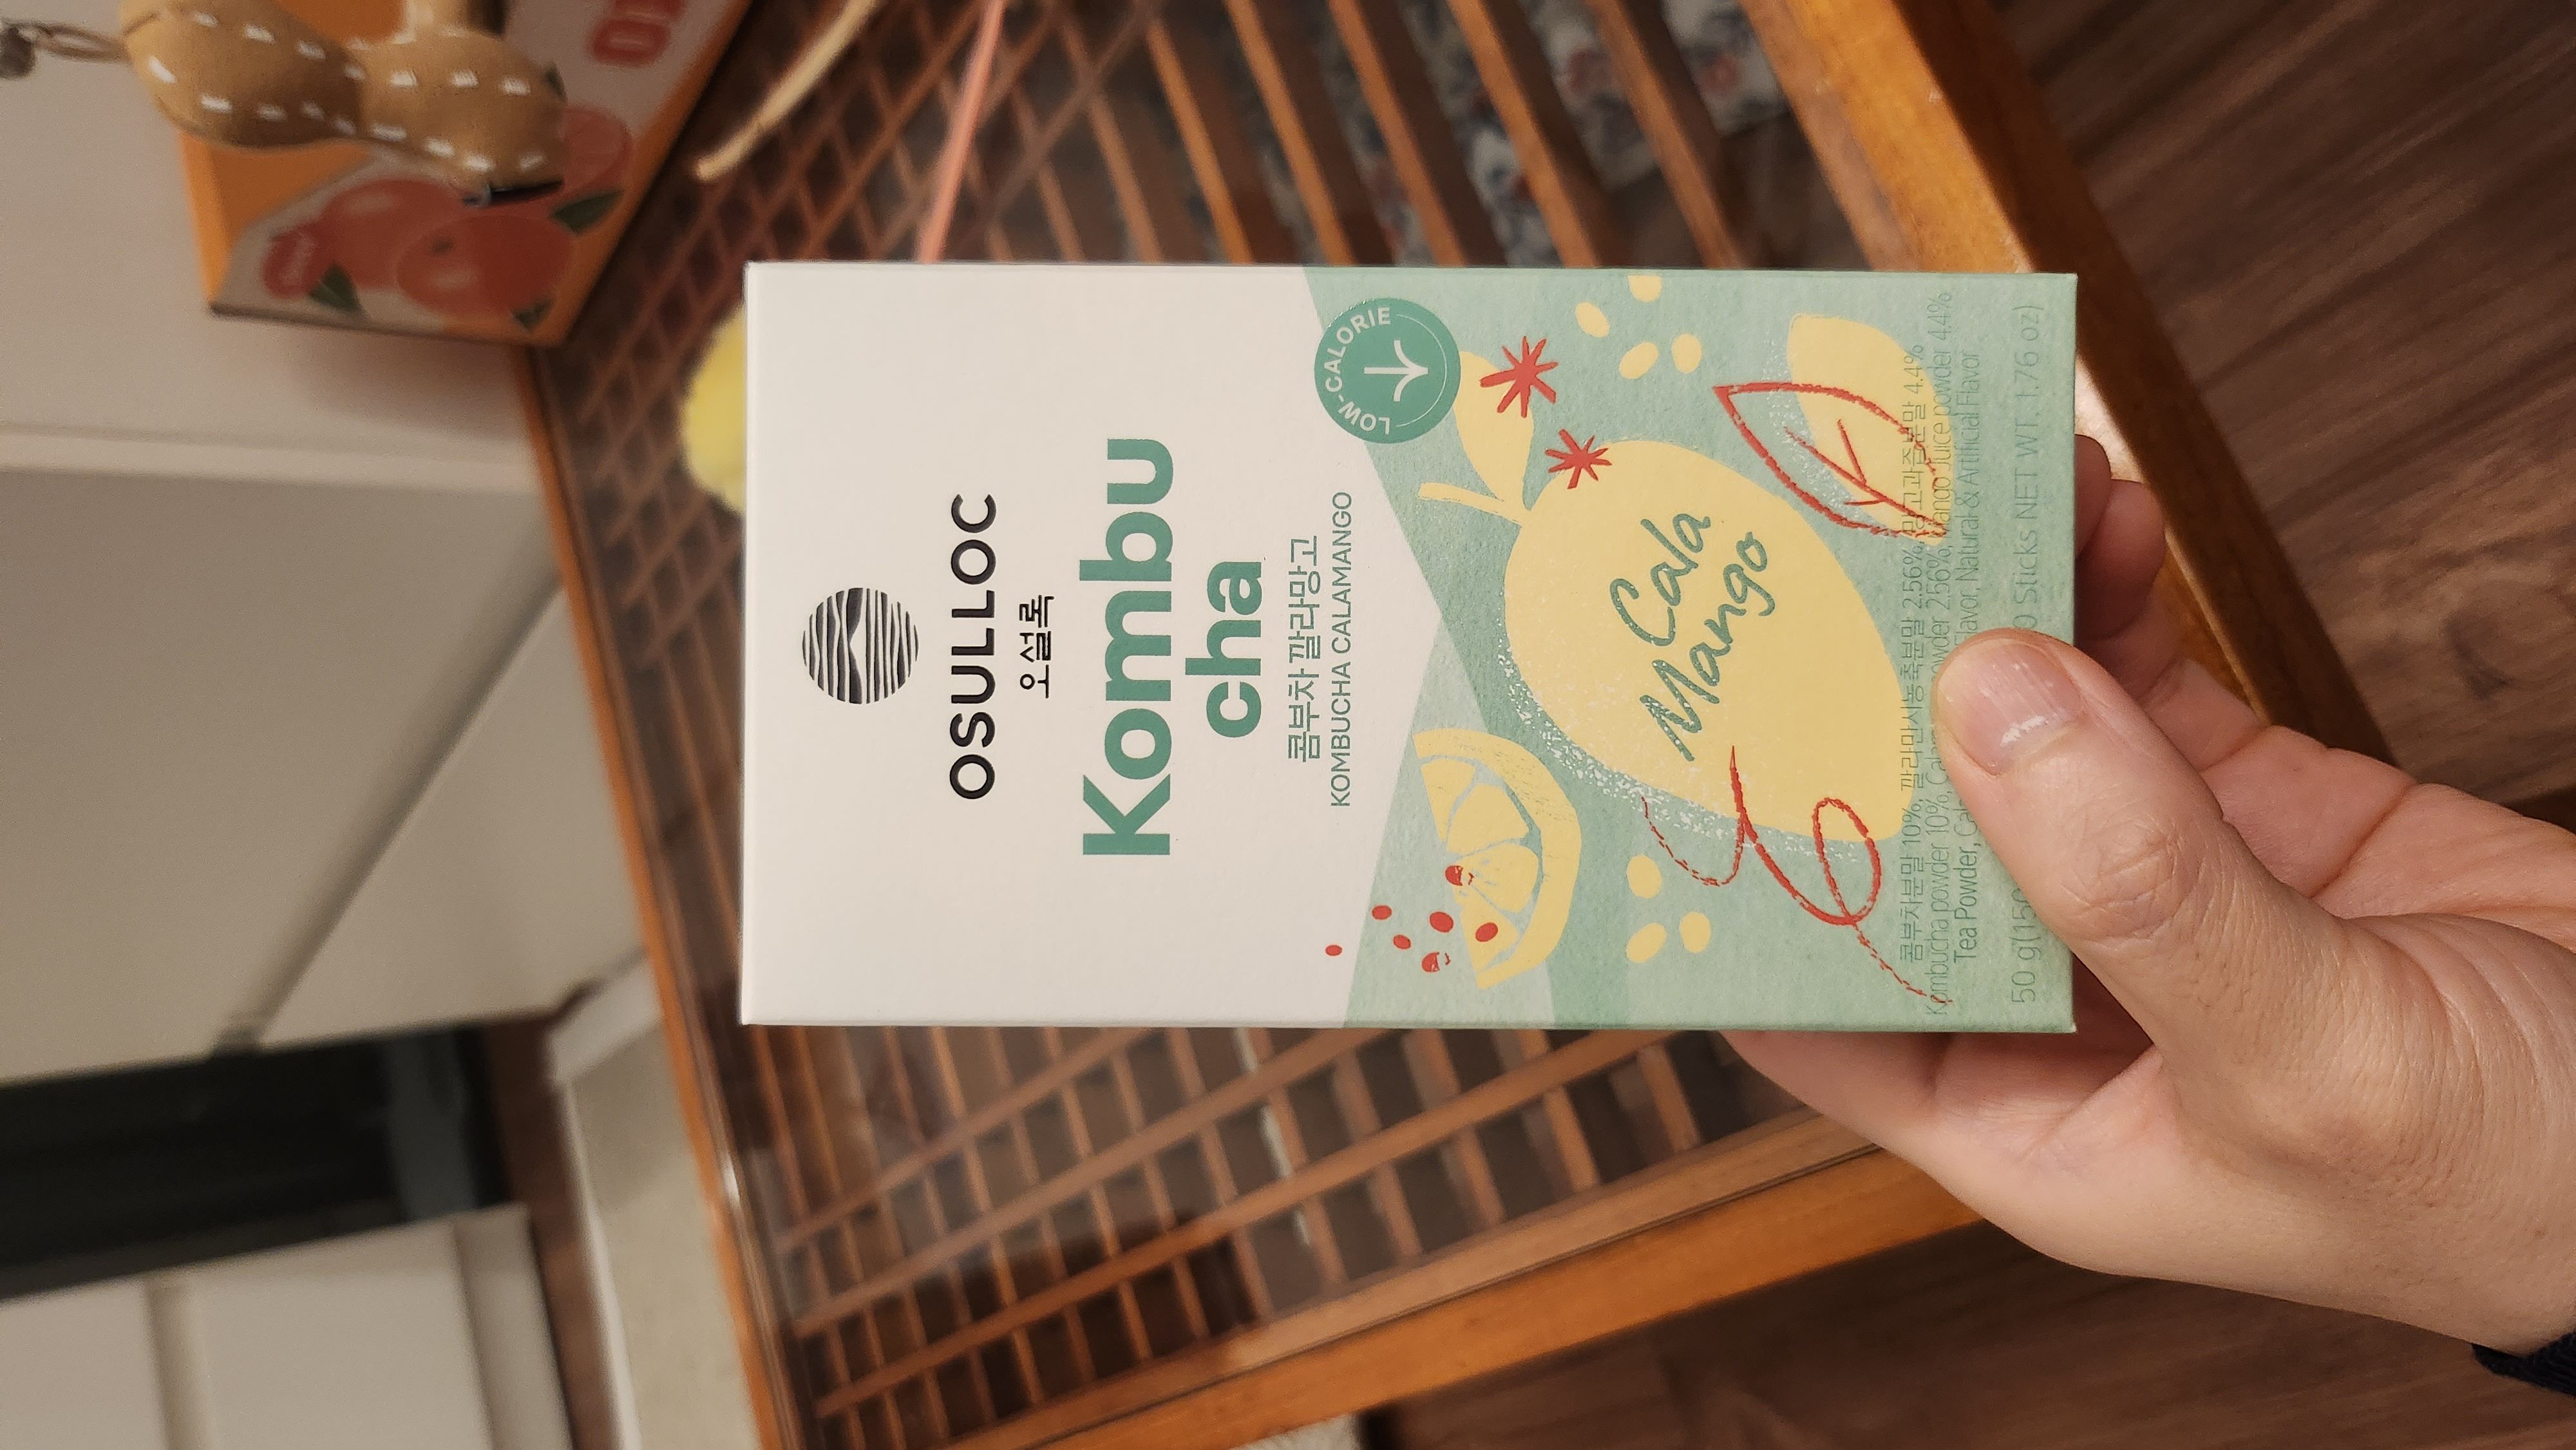 OSULLOC
오설록
Kombu
cha
콤부차 깔라망고
KOMBUCHA CALAMANGO
LOW-CALORIE
Cala
Mango
콤부차분말 10%, 깔라만시농축분말 2.56%, 망고과즙분말 4.4%
Kombucha powder 10%, powder 2.56%, Mango Juice powder 4.4%
Tea Powder, Flavor, Natural & Artificial Flavor
50 g(150 Sticks NET WT. 1.76 oz)